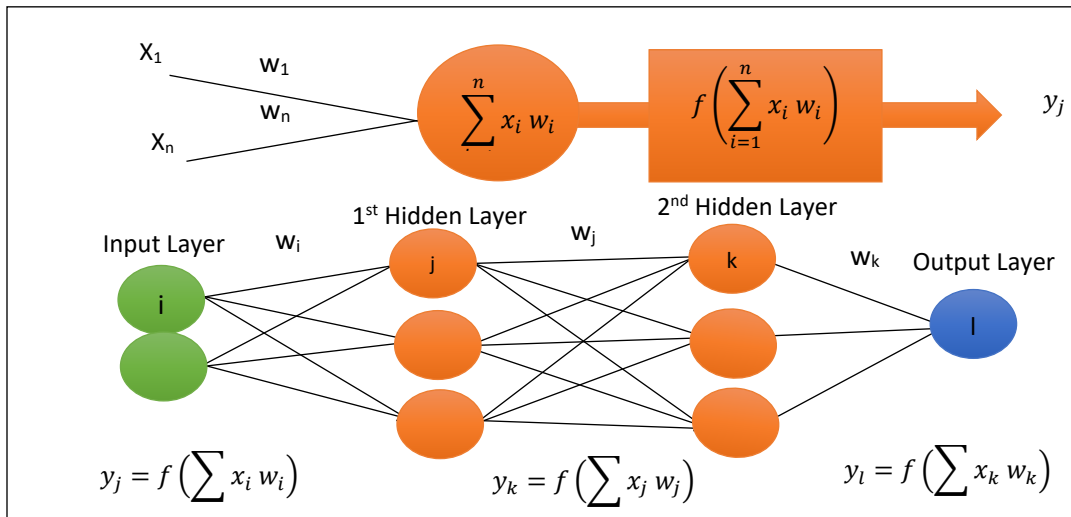 X₁
w₁
wₙ
Xₙ
∑ⁿ xᵢ wᵢ
f(∑ⁿᵢ₌₁ xᵢ wᵢ)
yⱼ
1st Hidden Layer
2nd Hidden Layer
Input Layer
wᵢ
wⱼ
wₖ
Output Layer
i
j
k
l
yⱼ = f(∑ xᵢ wᵢ)
yₖ = f(∑ xⱼ wⱼ)
yₗ = f(∑ xₖ wₖ)